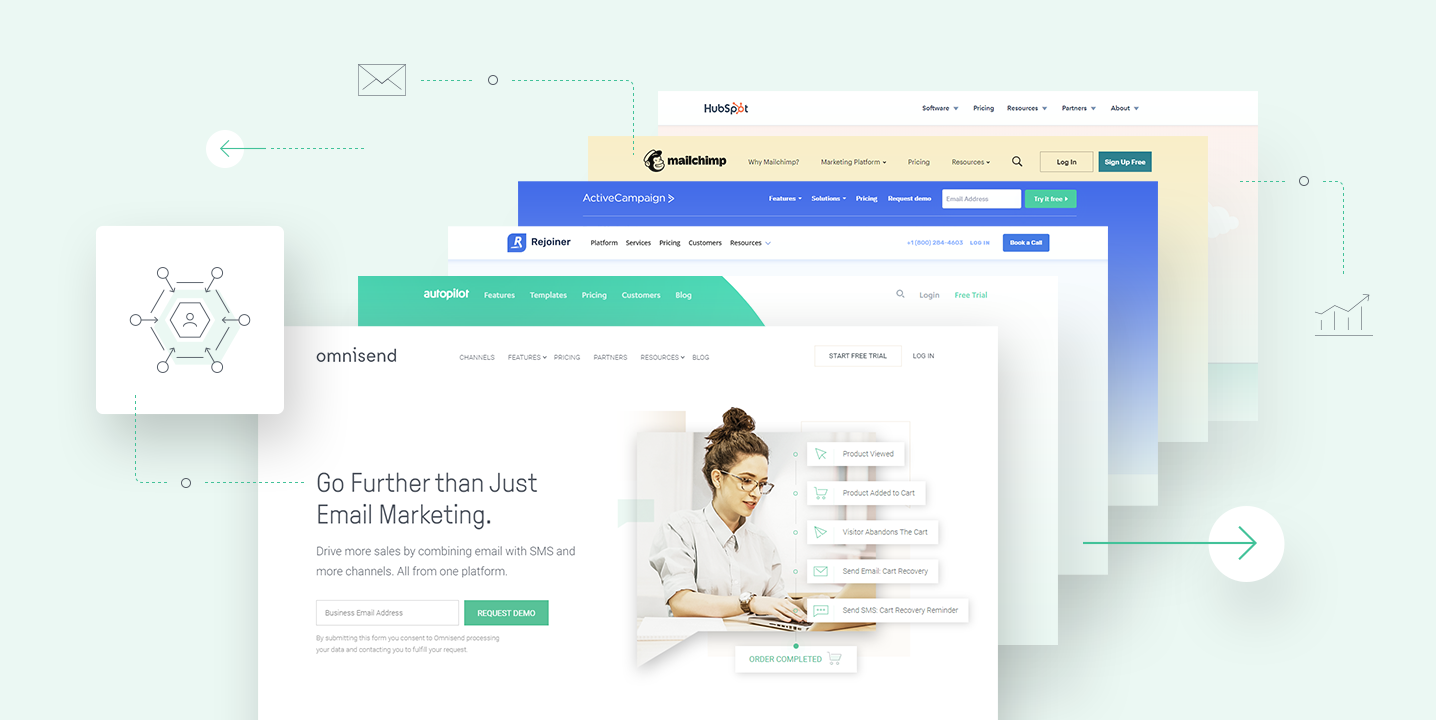 HubSpot
Software Pricing Resources Partners About
mailchimp
Why Mailchimp? Marketing Platform Pricing Resources Log In Sign Up Free
ActiveCampaign >
Features Solutions Pricing Request demo Email Address Try it free
R Rejoiner
Platform Services Pricing Customers Resources +1 (800) 284-4603 LOG IN Book a Call
autopilot
Features Templates Pricing Customers Blog Login Free Trial
omnisend
CHANNELS FEATURES PRICING PARTNERS RESOURCES BLOG START FREE TRIAL LOG IN
Go Further than Just
Email Marketing.
Drive more sales by combining email with SMS and
more channels. All from one platform.
Business Email Address REQUEST DEMO
By submitting this form you consent to Omnisend processing
your data and contacting you to fulfill your request.
Product Viewed
Product Added to Cart
Visitor Abandons The Cart
Send Email: Cart Recovery
Send SMS: Cart Recovery Reminder
ORDER COMPLETED